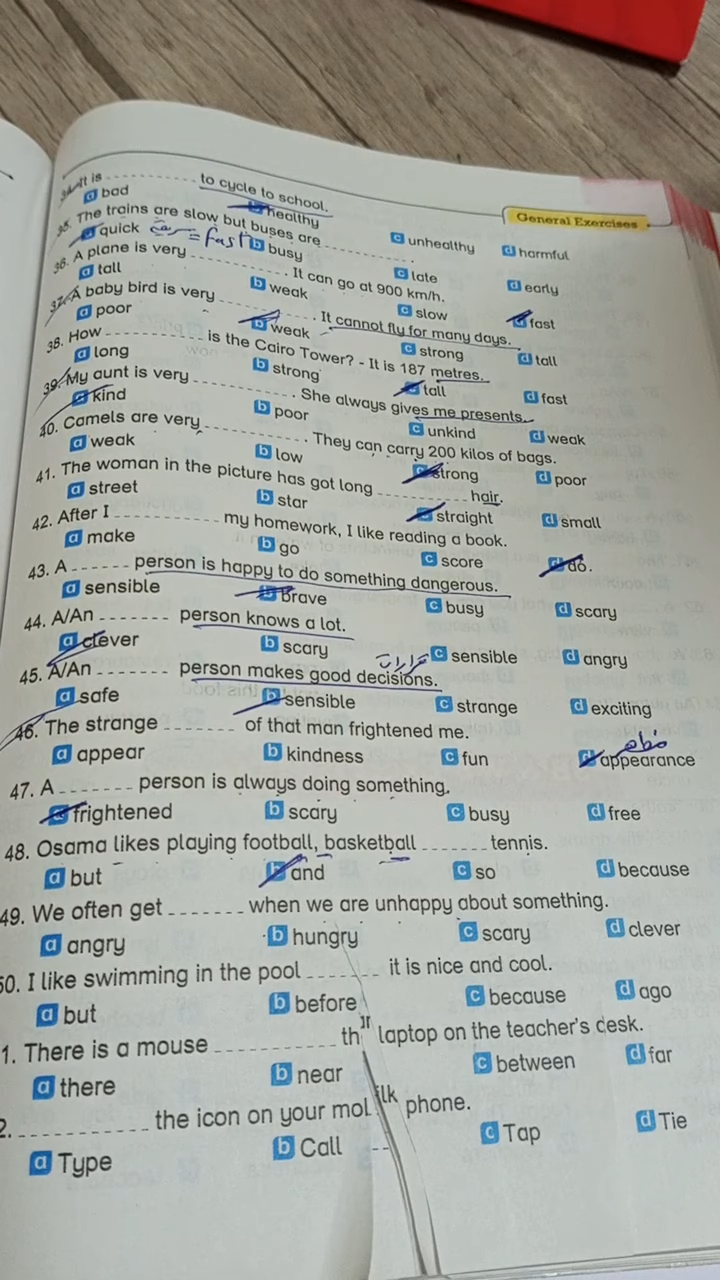 General Exercises
34. It is ---------- to cycle to school.
a bad b healthy c unhealthy d harmful
35. The trains are slow but buses are ----------.
a quick = fast b busy c late d early
36. A plane is very ----------. It can go at 900 km/h.
a tall b weak c slow d fast
37. A baby bird is very ----------. It cannot fly for many days.
a poor b weak c strong d tall
38. How ---------- is the Cairo Tower? - It is 187 metres.
a long b strong c tall d fast
39. My aunt is very ----------. She always gives me presents.
a kind b poor c unkind d weak
40. Camels are very ----------. They can carry 200 kilos of bags.
a weak b low c strong d poor
41. The woman in the picture has got long ---------- hair.
a street b star c straight d small
42. After I ---------- my homework, I like reading a book.
a make b go c score d do.
43. A ------- person is happy to do something dangerous.
a sensible b brave c busy d scary
44. A/An ------- person knows a lot.
a clever b scary c sensible d angry
قرارات
45. A/An ------- person makes good decisions.
a safe b sensible c strange d exciting
46. The strange ------- of that man frightened me.
مظهر
a appear b kindness c fun d appearance
47. A ------- person is always doing something.
a frightened b scary c busy d free
48. Osama likes playing football, basketball ------- tennis.
a but b and c so d because
49. We often get ------- when we are unhappy about something.
a angry b hungry c scary d clever
50. I like swimming in the pool ------- it is nice and cool.
a but b before c because d ago
1. There is a mouse ---------- th laptop on the teacher's desk.
a there b near c between d far
2. ---------- the icon on your phone.
a Type b Call c Tap d Tie